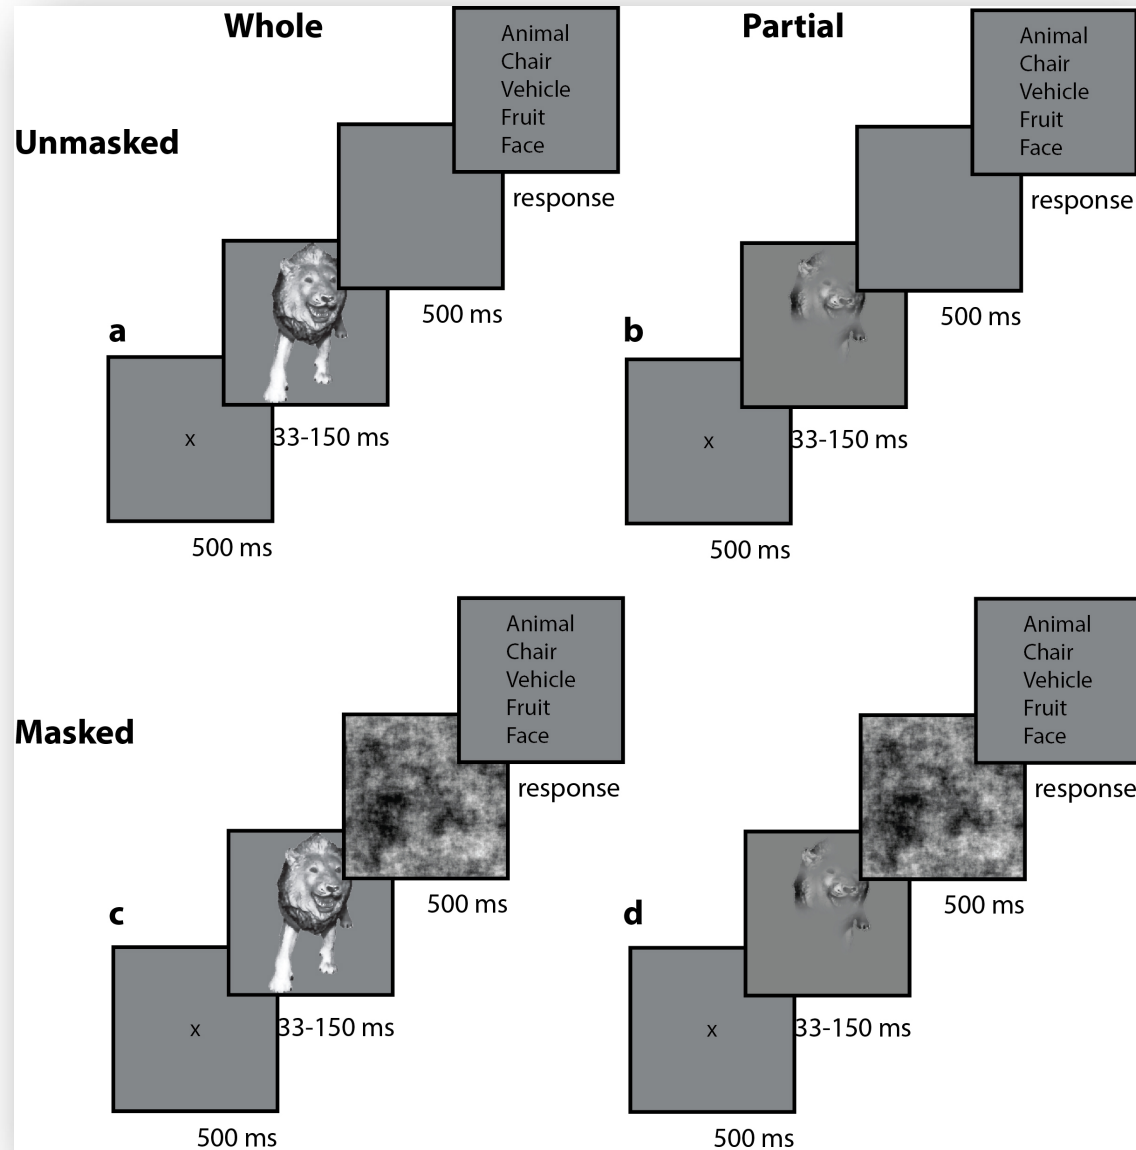 Whole
Partial
Unmasked
Animal
Chair
Vehicle
Fruit
Face
response
500 ms
a
33-150 ms
x
500 ms
Animal
Chair
Vehicle
Fruit
Face
response
500 ms
b
33-150 ms
x
500 ms
Masked
Animal
Chair
Vehicle
Fruit
Face
response
500 ms
c
33-150 ms
x
500 ms
Animal
Chair
Vehicle
Fruit
Face
response
500 ms
d
33-150 ms
x
500 ms